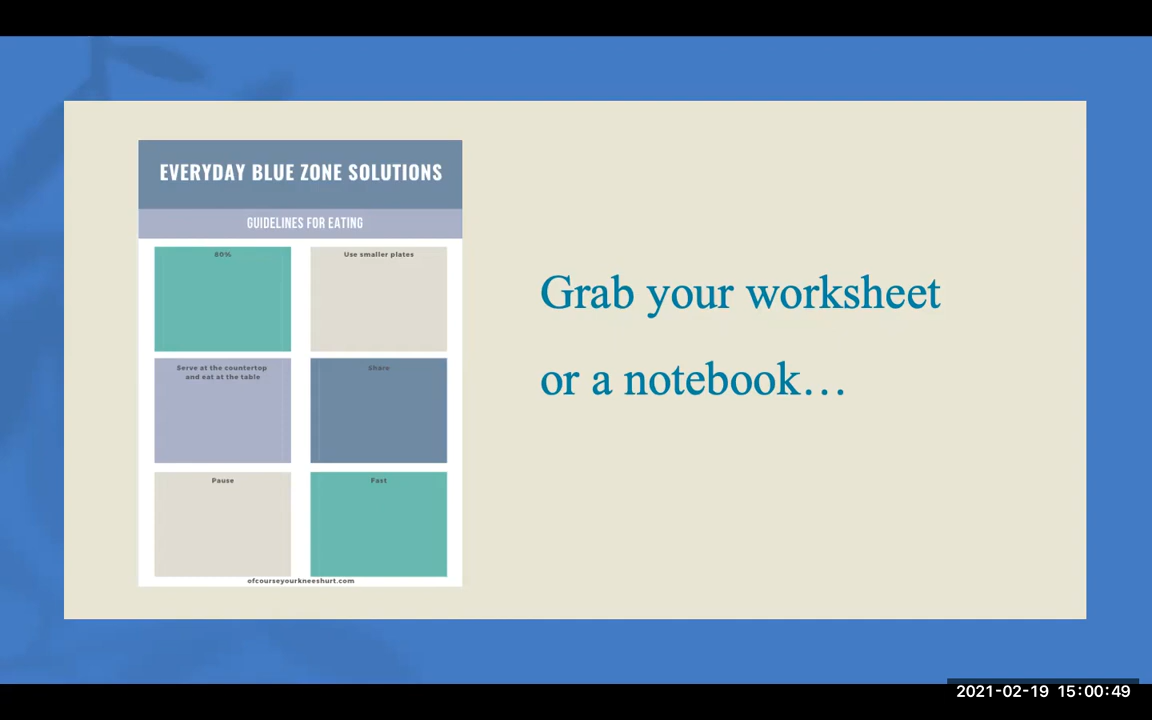 EVERYDAY BLUE ZONE SOLUTIONS
GUIDELINES FOR EATING
80%
Use smaller plates
Serve at the countertop
and eat at the table
Share
Pause
Fast
ofcourseyourkneeshurt.com
Grab your worksheet
or a notebook…
2021-02-19 15:00:49